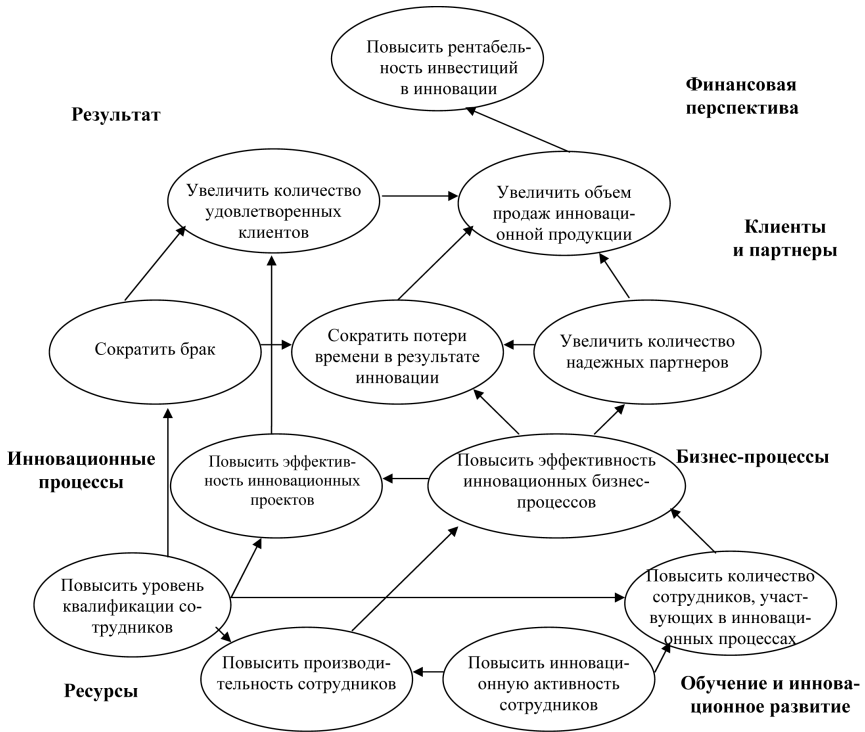 Повысить рентабель-
ность инвестиций
в инновации
Финансовая
перспектива
Результат
Увеличить количество
удовлетворенных
клиентов
Увеличить объем
продаж инноваци-
онной продукции
Клиенты
и партнеры
Сократить брак
Сократить потери
времени в результате
инновации
Увеличить количество
надежных партнеров
Инновационные
процессы
Повысить эффектив-
ность инновационных
проектов
Повысить эффективность
инновационных бизнес-
процессов
Бизнес-процессы
Повысить уровень
квалификации со-
трудников
Повысить количество
сотрудников, участ-
вующих в инноваци-
онных процессах
Ресурсы
Повысить производи-
тельность сотрудников
Повысить инноваци-
онную активность
сотрудников
Обучение и иннова-
ционное развитие